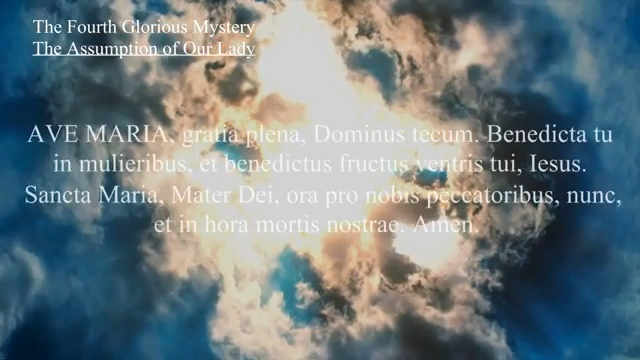 The Fourth Glorious Mystery
The Assumption of Our Lady
AVE MARIA, gratia plena, Dominus tecum. Benedicta tu
in mulieribus, et benedictus fructus ventris tui, Iesus.
Sancta Maria, Mater Dei, ora pro nobis peccatoribus, nunc,
et in hora mortis nostrae. Amen.